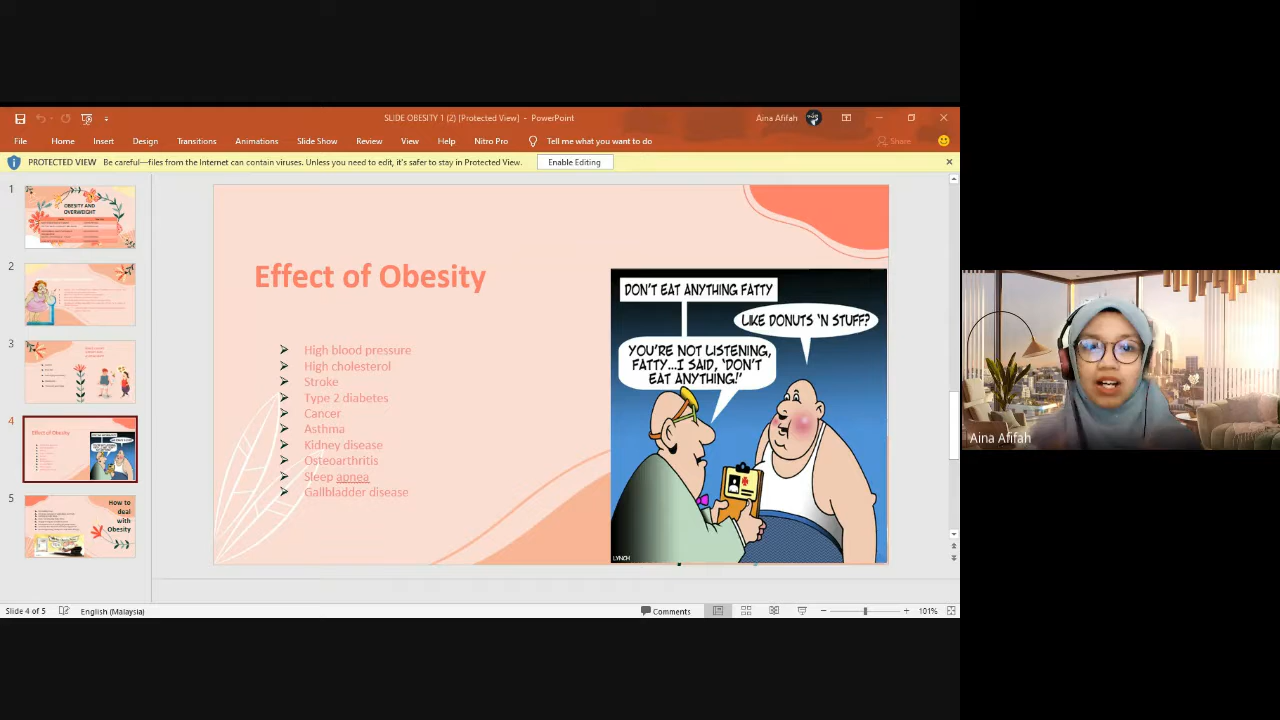 SLIDE OBESITY 1 (2) [Protected View] - PowerPoint
Aina Afifah
File Home Insert Design Transitions Animations Slide Show Review View Help Nitro Pro Tell me what you want to do
Share
PROTECTED VIEW Be careful—files from the Internet can contain viruses. Unless you need to edit, it's safer to stay in Protected View.
Enable Editing
1
OBESITY AND
OVERWEIGHT
2
3
4
Effect of Obesity
5
How to
deal
with
Obesity
Effect of Obesity
High blood pressure
High cholesterol
Stroke
Type 2 diabetes
Cancer
Asthma
Kidney disease
Osteoarthritis
Sleep apnea
Gallbladder disease
DON'T EAT ANYTHING FATTY
LIKE DONUTS 'N STUFF?
YOU'RE NOT LISTENING,
FATTY...I SAID, 'DON'T
EAT ANYTHING!'
LYNCH
Aina Afifah
Slide 4 of 5
English (Malaysia)
Comments
101%